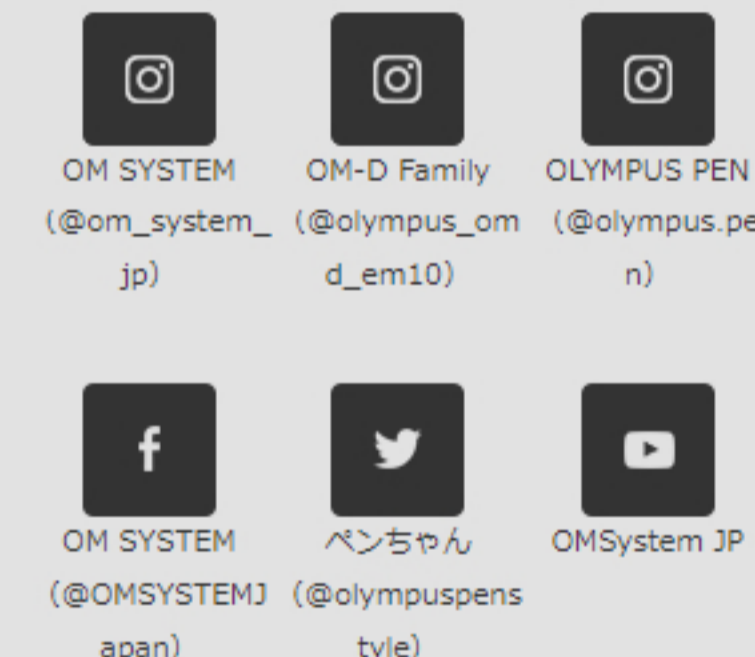 OM SYSTEM
（@om_system_
jp）
OM-D Family
（@olympus_om
d_em10）
OLYMPUS PEN
（@olympus.pe
n）
OM SYSTEM
（@OMSYSTEMJ
apan）
ペンちゃん
（@olympuspens
tyle）
OMSystem JP